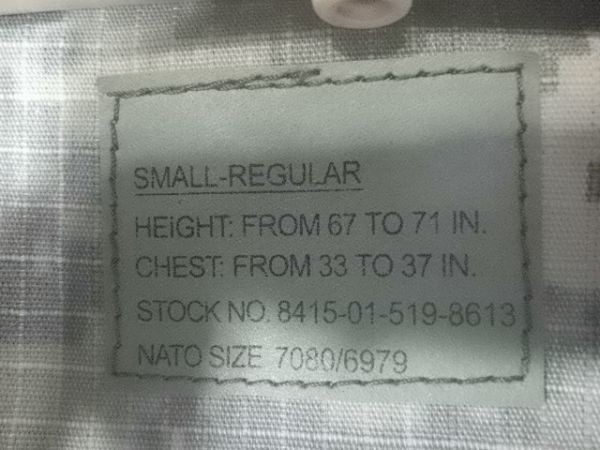 SMALL-REGULAR
HEIGHT: FROM 67 TO 71 IN.
CHEST: FROM 33 TO 37 IN.
STOCK NO. 8415-01-519-8613
NATO SIZE 7080/6979